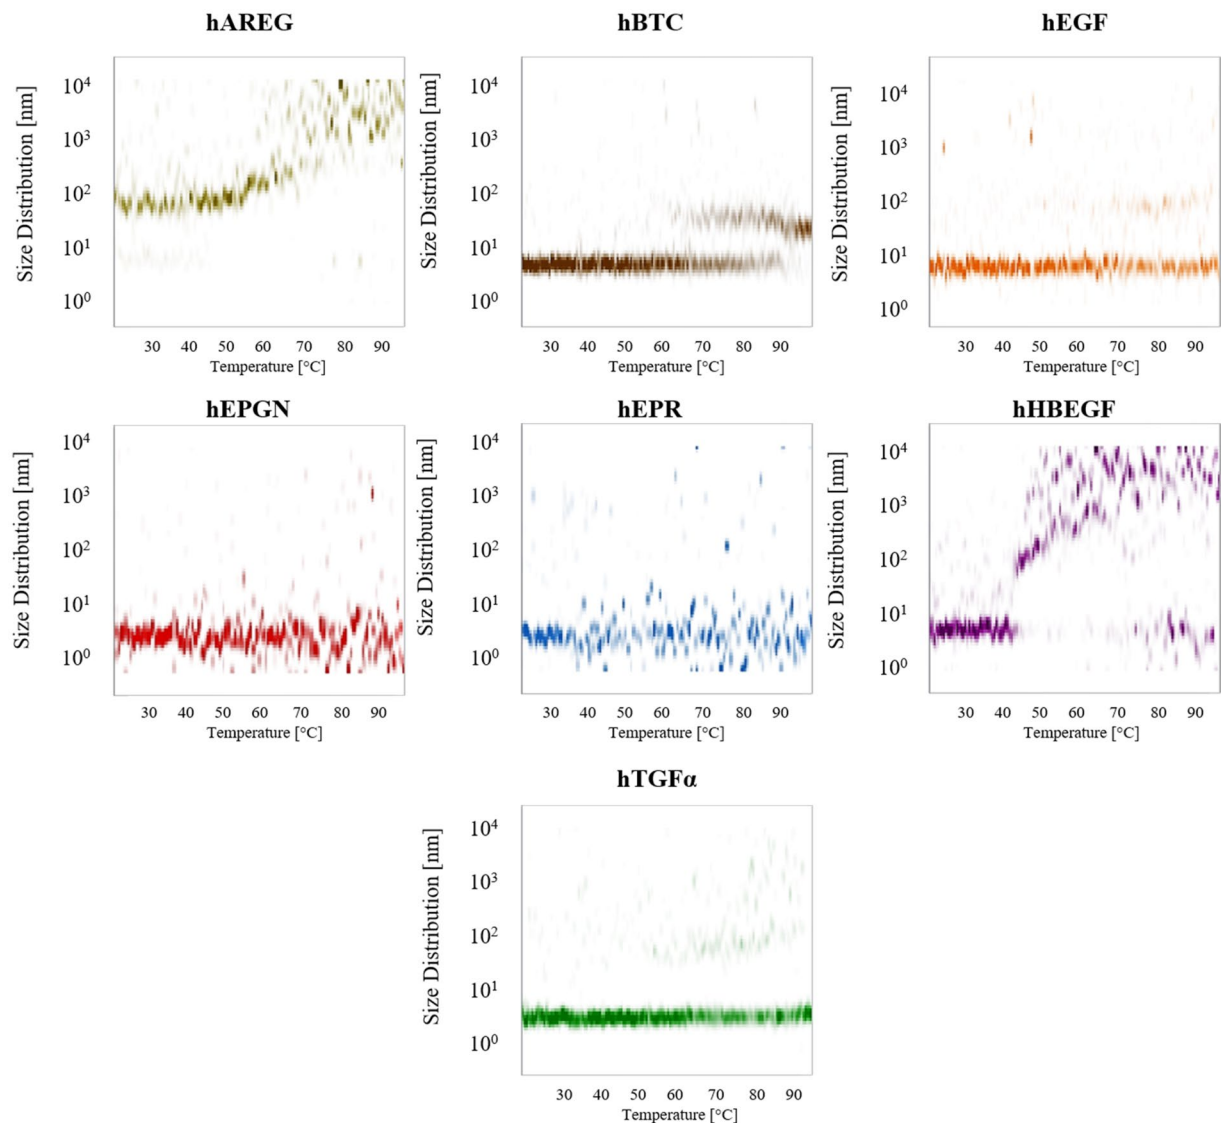 hAREG
hBTC
hEGF
Size Distribution [nm]
10⁴
10³
10²
10¹
10⁰
30 40 50 60 70 80 90
Temperature [°C]
Size Distribution [nm]
10⁴
10³
10²
10¹
10⁰
30 40 50 60 70 80 90
Temperature [°C]
Size Distribution [nm]
10⁴
10³
10²
10¹
10⁰
30 40 50 60 70 80 90
Temperature [°C]
hEPGN
hEPR
hHBEGF
Size Distribution [nm]
10⁴
10³
10²
10¹
10⁰
30 40 50 60 70 80 90
Temperature [°C]
Size Distribution [nm]
10⁴
10³
10²
10¹
10⁰
30 40 50 60 70 80 90
Temperature [°C]
Size Distribution [nm]
10⁴
10³
10²
10¹
10⁰
30 40 50 60 70 80 90
Temperature [°C]
hTGFα
Size Distribution [nm]
10⁴
10³
10²
10¹
10⁰
30 40 50 60 70 80 90
Temperature [°C]